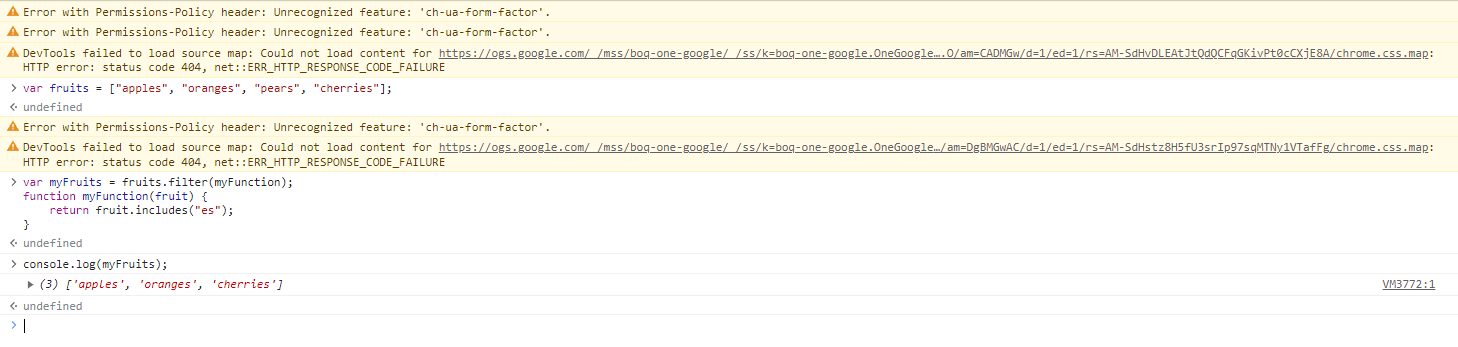 Error with Permissions-Policy header: Unrecognized feature: 'ch-ua-form-factor'.
Error with Permissions-Policy header: Unrecognized feature: 'ch-ua-form-factor'.
DevTools failed to load source map: Could not load content for https://ogs.google.com/_/mss/boq-one-google/_/ss/k=boq-one-google.OneGoogle…O/am=CADMGw/d=1/ed=1/rs=AM-SdHvDLEAtJtQdQCFqGKivPt0cCXjE8A/chrome.css.map:
HTTP error: status code 404, net::ERR_HTTP_RESPONSE_CODE_FAILURE
> var fruits = ["apples", "oranges", "pears", "cherries"];
undefined
Error with Permissions-Policy header: Unrecognized feature: 'ch-ua-form-factor'.
DevTools failed to load source map: Could not load content for https://ogs.google.com/_/mss/boq-one-google/_/ss/k=boq-one-google.OneGoogle…/am=DgBMGwAC/d=1/ed=1/rs=AM-SdHstz8H5fU3srIp97sqMTNy1VTafFg/chrome.css.map:
HTTP error: status code 404, net::ERR_HTTP_RESPONSE_CODE_FAILURE
> var myFruits = fruits.filter(myFunction);
function myFunction(fruit) {
    return fruit.includes("es");
}
undefined
> console.log(myFruits);
(3) ['apples', 'oranges', 'cherries'] VM3772:1
undefined
>